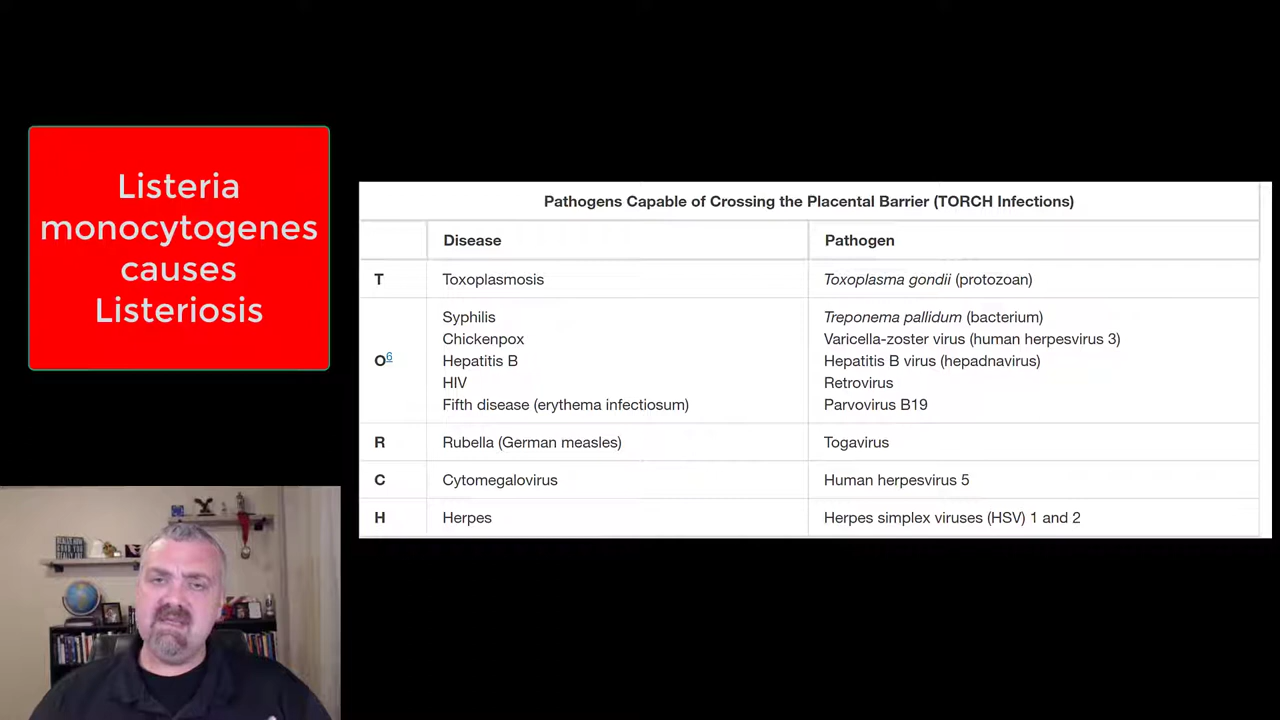 Listeria
monocytogenes
causes
Listeriosis
Pathogens Capable of Crossing the Placental Barrier (TORCH Infections)
Disease Pathogen
T Toxoplasmosis Toxoplasma gondii (protozoan)
Syphilis Treponema pallidum (bacterium)
Chickenpox Varicella-zoster virus (human herpesvirus 3)
O6 Hepatitis B Hepatitis B virus (hepadnavirus)
HIV Retrovirus
Fifth disease (erythema infectiosum) Parvovirus B19
R Rubella (German measles) Togavirus
C Cytomegalovirus Human herpesvirus 5
H Herpes Herpes simplex viruses (HSV) 1 and 2